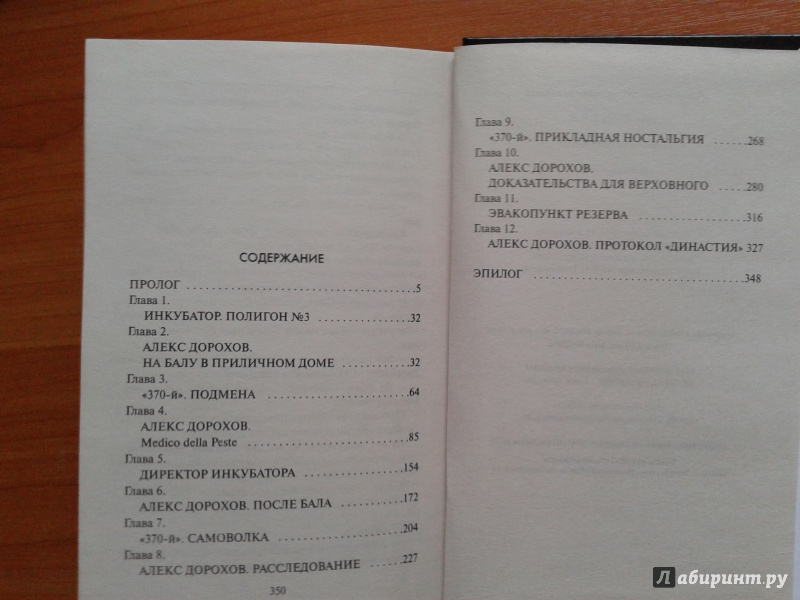 СОДЕРЖАНИЕ
ПРОЛОГ ..................................5
Глава 1.
ИНКУБАТОР. ПОЛИГОН №3 ...............32
Глава 2.
АЛЕКС ДОРОХОВ.
НА БАЛУ В ПРИЛИЧНОМ ДОМЕ ............32
Глава 3.
«370-й». ПОДМЕНА ......................64
Глава 4.
АЛЕКС ДОРОХОВ.
Medico della Peste .......................85
Глава 5.
ДИРЕКТОР ИНКУБАТОРА ................154
Глава 6.
АЛЕКС ДОРОХОВ. ПОСЛЕ БАЛА ..........172
Глава 7.
«370-й». САМОВОЛКА ...................204
Глава 8.
АЛЕКС ДОРОХОВ. РАССЛЕДОВАНИЕ ......227
350
Глава 9.
«370-й». ПРИКЛАДНАЯ НОСТАЛЬГИЯ ......268
Глава 10.
АЛЕКС ДОРОХОВ.
ДОКАЗАТЕЛЬСТВА ДЛЯ ВЕРХОВНОГО ......280
Глава 11.
ЭВАКОПУНКТ РЕЗЕРВА ................316
Глава 12.
АЛЕКС ДОРОХОВ. ПРОТОКОЛ «ДИНАСТИЯ» 327
ЭПИЛОГ ...............................348
Лабиринт.ру